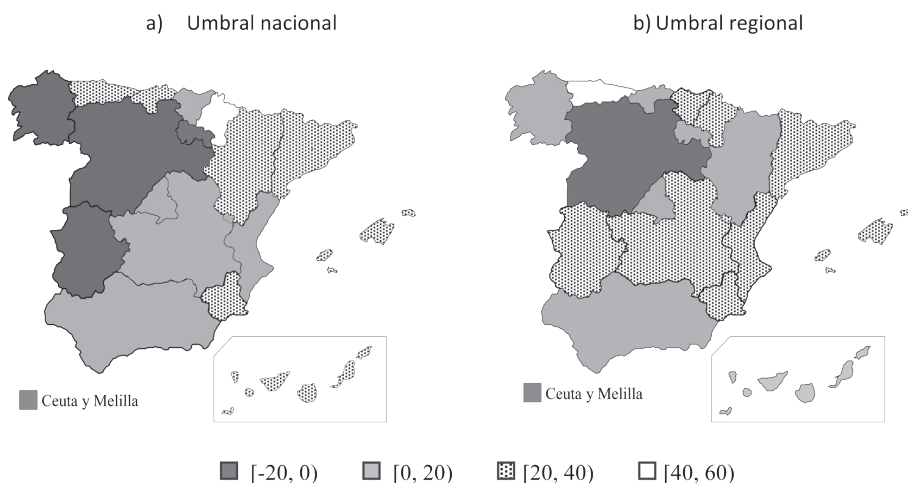 a) Umbral nacional
b) Umbral regional
Ceuta y Melilla
Ceuta y Melilla
[-20, 0) [0, 20) [20, 40) [40, 60)